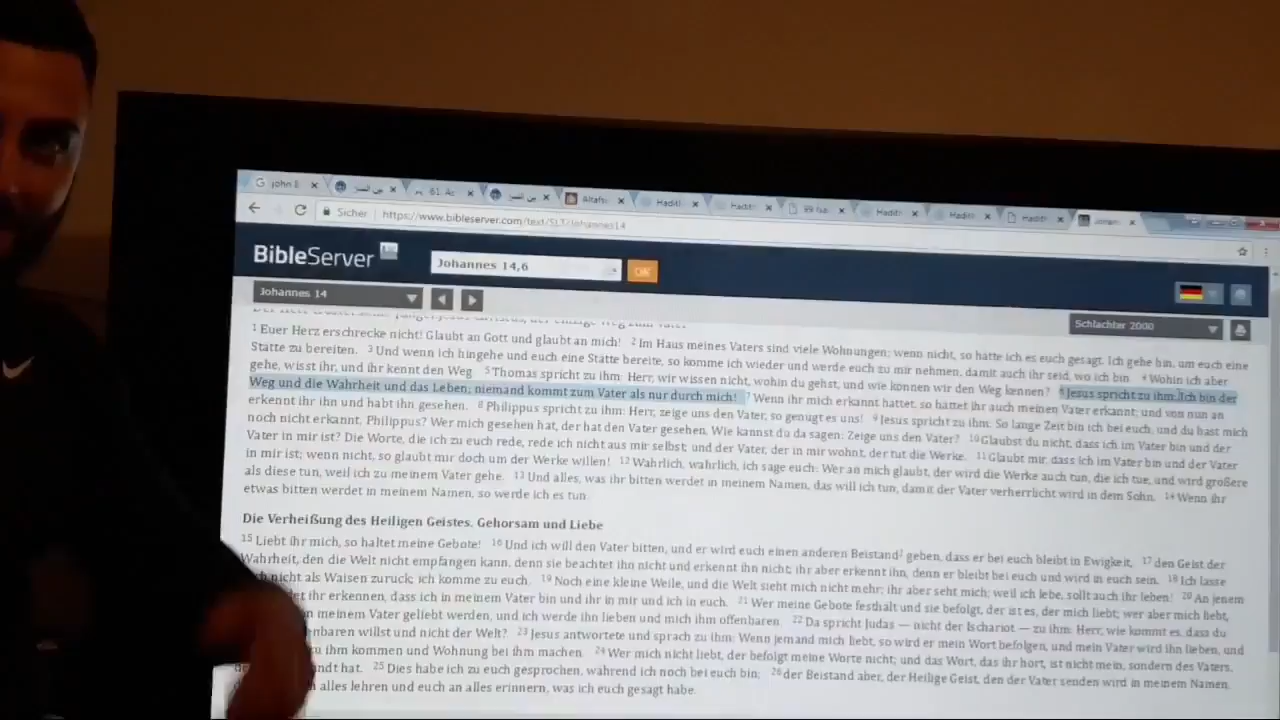 john B
61. Ac
Altafsi
Hadith
Hadith
Hadith
Hadith
Hadith
Sicher https://www.bibleserver.com/text/SLT/Johannes14
BibleServer
Johannes 14,6 OK
Johannes 14
Schlachter 2000
1 Euer Herz erschrecke nicht! Glaubt an Gott und glaubt an mich! 2 Im Haus meines Vaters sind viele Wohnungen; wenn nicht, so hätte ich es euch gesagt. Ich gehe hin, um euch eine
Stätte zu bereiten. 3 Und wenn ich hingehe und euch eine Stätte bereite, so komme ich wieder und werde euch zu mir nehmen, damit auch ihr seid, wo ich bin. 4 Wohin ich aber
gehe, wisst ihr, und ihr kennt den Weg. 5 Thomas spricht zu ihm: Herr, wir wissen nicht, wohin du gehst, und wie können wir den Weg kennen? 6 Jesus spricht zu ihm: Ich bin der
Weg und die Wahrheit und das Leben; niemand kommt zum Vater als nur durch mich! 7 Wenn ihr mich erkannt hättet, so hättet ihr auch meinen Vater erkannt; und von nun an
erkennt ihr ihn und habt ihn gesehen. 8 Philippus spricht zu ihm: Herr, zeige uns den Vater, so genügt es uns! 9 Jesus spricht zu ihm: So lange Zeit bin ich bei euch, und du hast mich
noch nicht erkannt, Philippus? Wer mich gesehen hat, der hat den Vater gesehen. Wie kannst du da sagen: Zeige uns den Vater? 10 Glaubst du nicht, dass ich im Vater bin und der
Vater in mir ist? Die Worte, die ich zu euch rede, rede ich nicht aus mir selbst; und der Vater, der in mir wohnt, der tut die Werke. 11 Glaubt mir, dass ich im Vater bin und der Vater
in mir ist; wenn nicht, so glaubt mir doch um der Werke willen! 12 Wahrlich, wahrlich, ich sage euch: Wer an mich glaubt, der wird die Werke auch tun, die ich tue, und wird größere
als diese tun, weil ich zu meinem Vater gehe. 13 Und alles, was ihr bitten werdet in meinem Namen, das will ich tun, damit der Vater verherrlicht wird in dem Sohn. 14 Wenn ihr
etwas bitten werdet in meinem Namen, so werde ich es tun.
Die Verheißung des Heiligen Geistes. Gehorsam und Liebe
15 Liebt ihr mich, so haltet meine Gebote! 16 Und ich will den Vater bitten, und er wird euch einen anderen Beistand geben, dass er bei euch bleibt in Ewigkeit, 17 den Geist der
Wahrheit, den die Welt nicht empfangen kann, denn sie beachtet ihn nicht und erkennt ihn nicht; ihr aber erkennt ihn, denn er bleibt bei euch und wird in euch sein. 18 Ich lasse
nicht als Waisen zurück; ich komme zu euch. 19 Noch eine kleine Weile, und die Welt sieht mich nicht mehr; ihr aber seht mich; weil ich lebe, sollt auch ihr leben! 20 An jenem
ihr erkennen, dass ich in meinem Vater bin und ihr in mir und ich in euch. 21 Wer meine Gebote festhält und sie befolgt, der ist es, der mich liebt; wer aber mich liebt,
meinem Vater geliebt werden, und ich werde ihn lieben und mich ihm offenbaren. 22 Da spricht Judas — nicht der Ischariot — zu ihm: Herr, wie kommt es, dass du
willst und nicht der Welt? 23 Jesus antwortete und sprach zu ihm: Wenn jemand mich liebt, so wird er mein Wort befolgen, und mein Vater wird ihn lieben, und
zu ihm kommen und Wohnung bei ihm machen. 24 Wer mich nicht liebt, der befolgt meine Worte nicht; und das Wort, das ihr hört, ist nicht mein, sondern des Vaters,
hat. 25 Dies habe ich zu euch gesprochen, während ich noch bei euch bin; 26 der Beistand aber, der Heilige Geist, den der Vater senden wird in meinem Namen,
alles lehren und euch an alles erinnern, was ich euch gesagt habe.